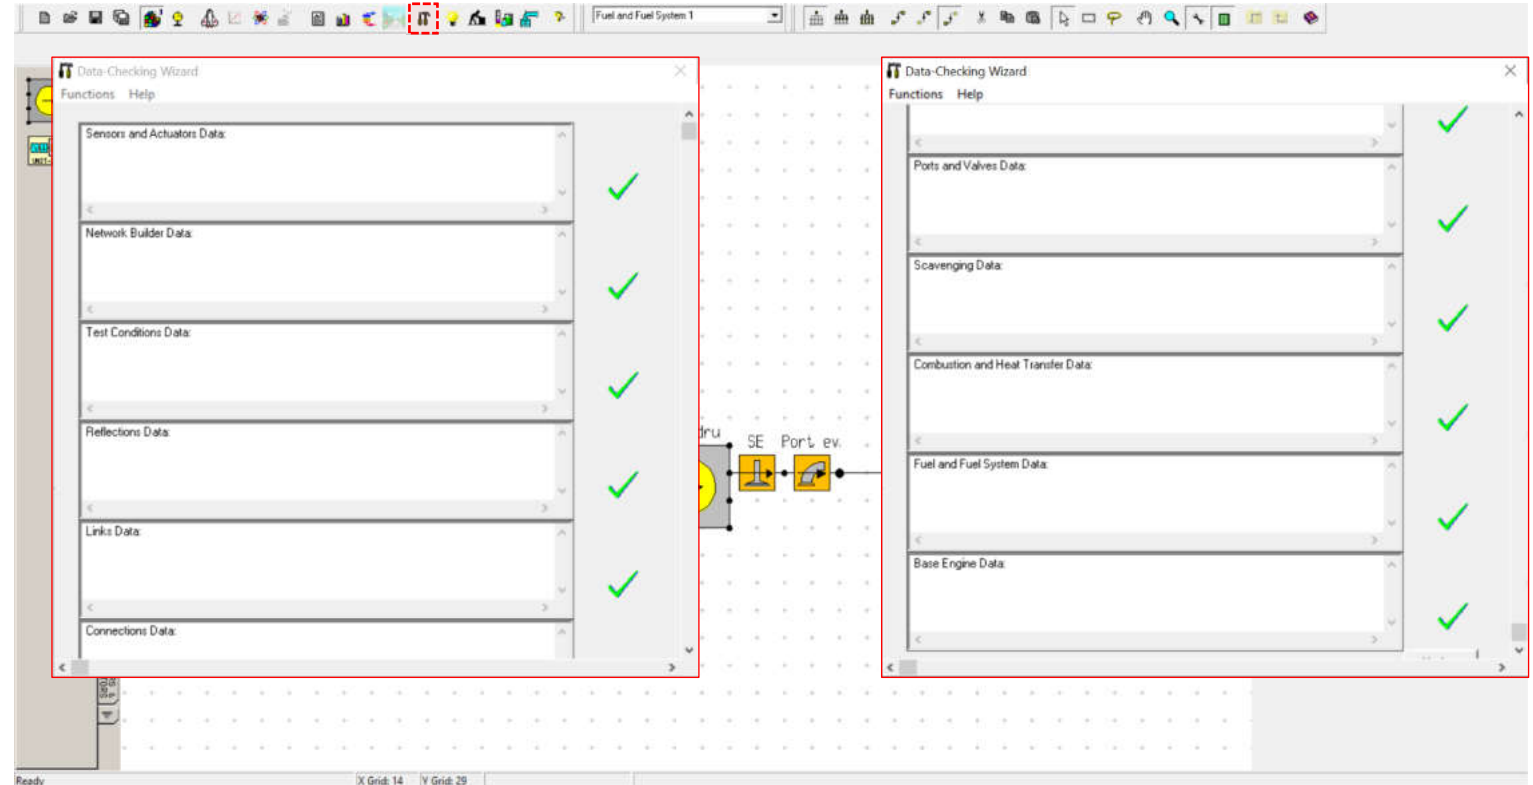 Fuel and Fuel System 1
Data-Checking Wizard
Functions Help
Sensors and Actuators Data:
Network Builder Data:
Test Conditions Data:
Reflections Data:
Links Data:
Connections Data:
Data-Checking Wizard
Functions Help
Ports and Valves Data:
Scavenging Data:
Combustion and Heat Transfer Data:
Fuel and Fuel System Data:
Base Engine Data:
SE Port ev.
Ready X Grid: 14 Y Grid: 29